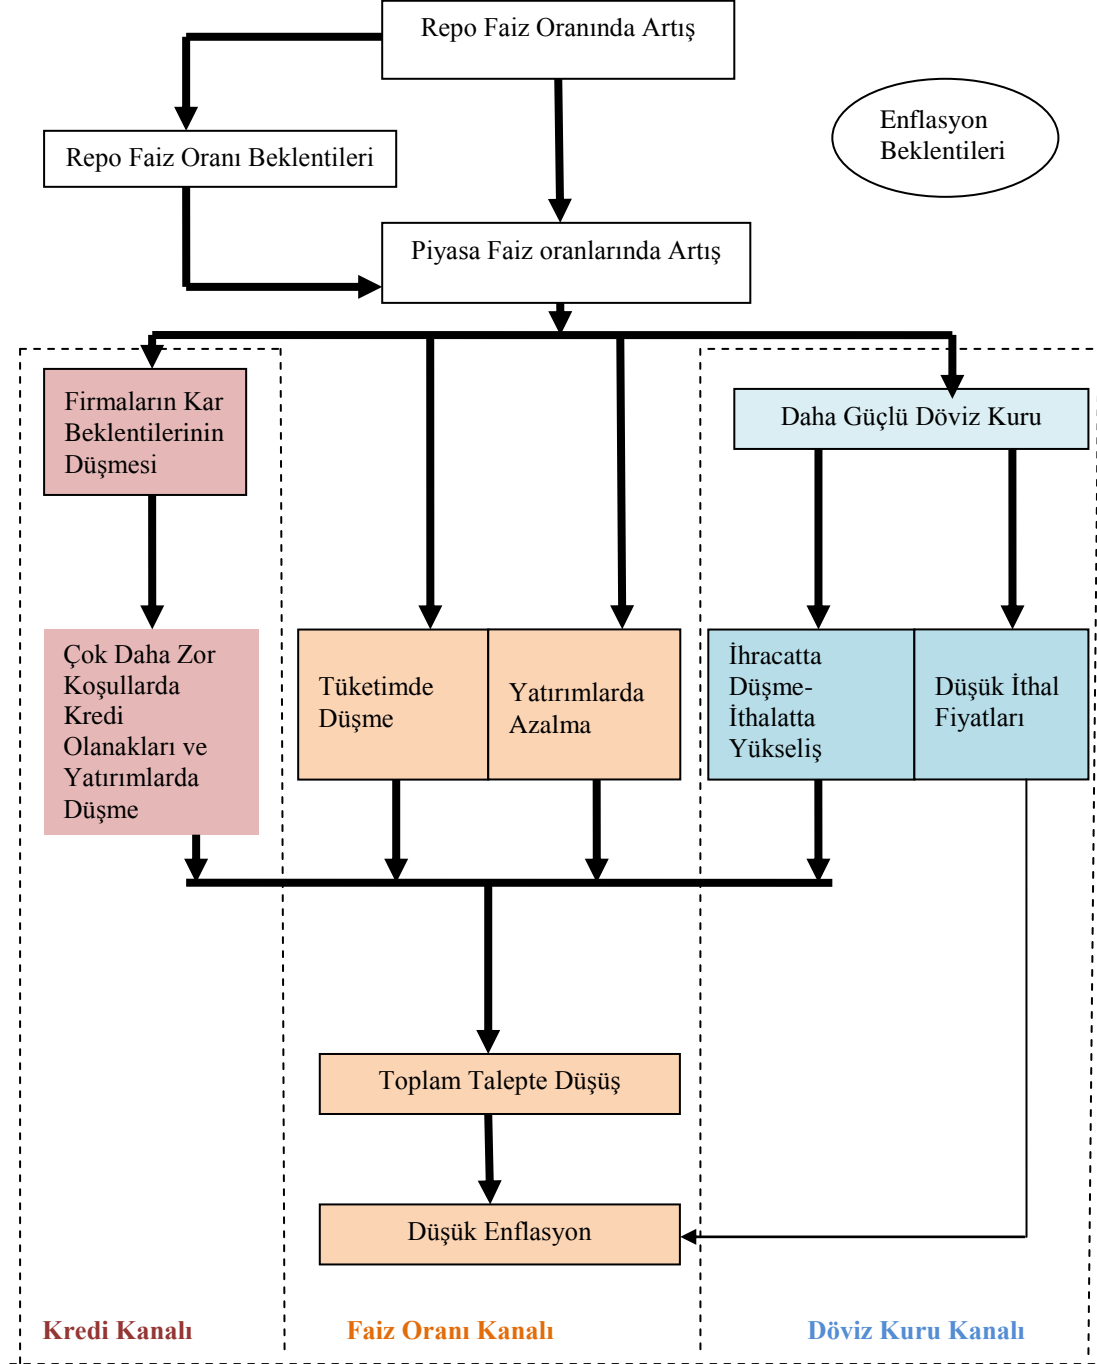 Repo Faiz Oranında Artış
Enflasyon
Beklentileri
Repo Faiz Oranı Beklentileri
Piyasa Faiz oranlarında Artış
Firmaların Kar
Beklentilerinin
Düşmesi
Daha Güçlü Döviz Kuru
Çok Daha Zor
Koşullarda
Kredi
Olanakları ve
Yatırımlarda
Düşme
Tüketimde
Düşme
Yatırımlarda
Azalma
İhracatta
Düşme-
İthalatta
Yükseliş
Düşük İthal
Fiyatları
Toplam Talepte Düşüş
Düşük Enflasyon
Kredi Kanalı
Faiz Oranı Kanalı
Döviz Kuru Kanalı